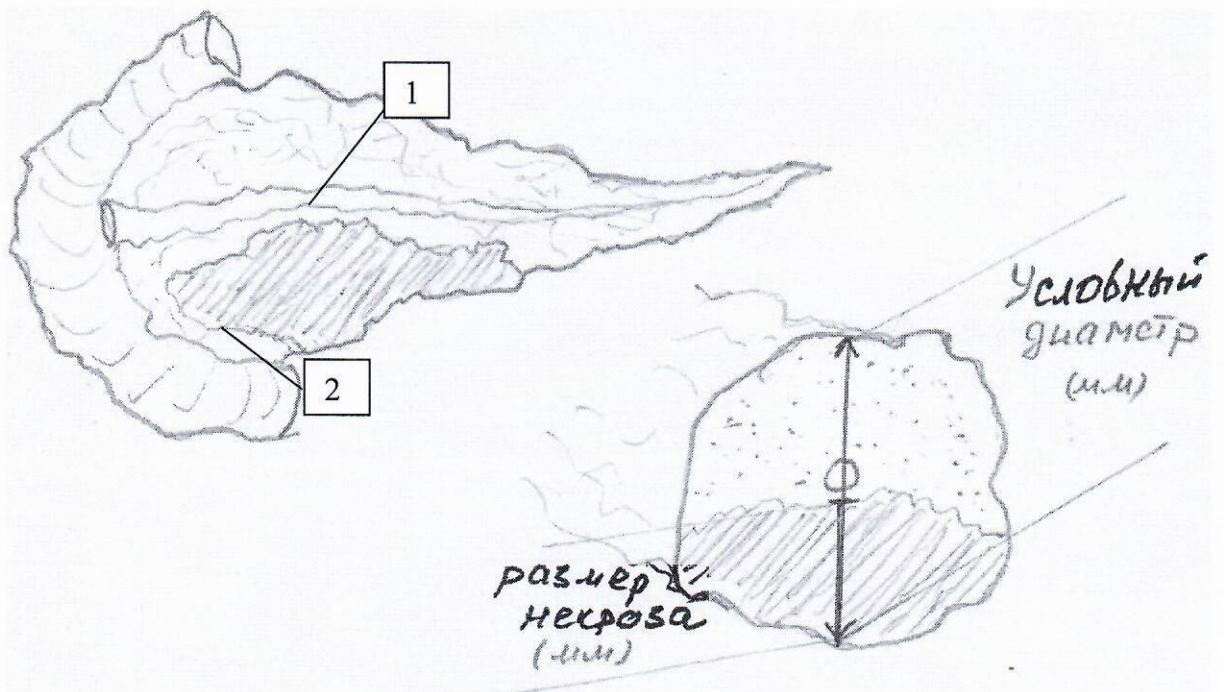 1
2
Условный
диаметр
(мм)
размер
некроза
(мм)